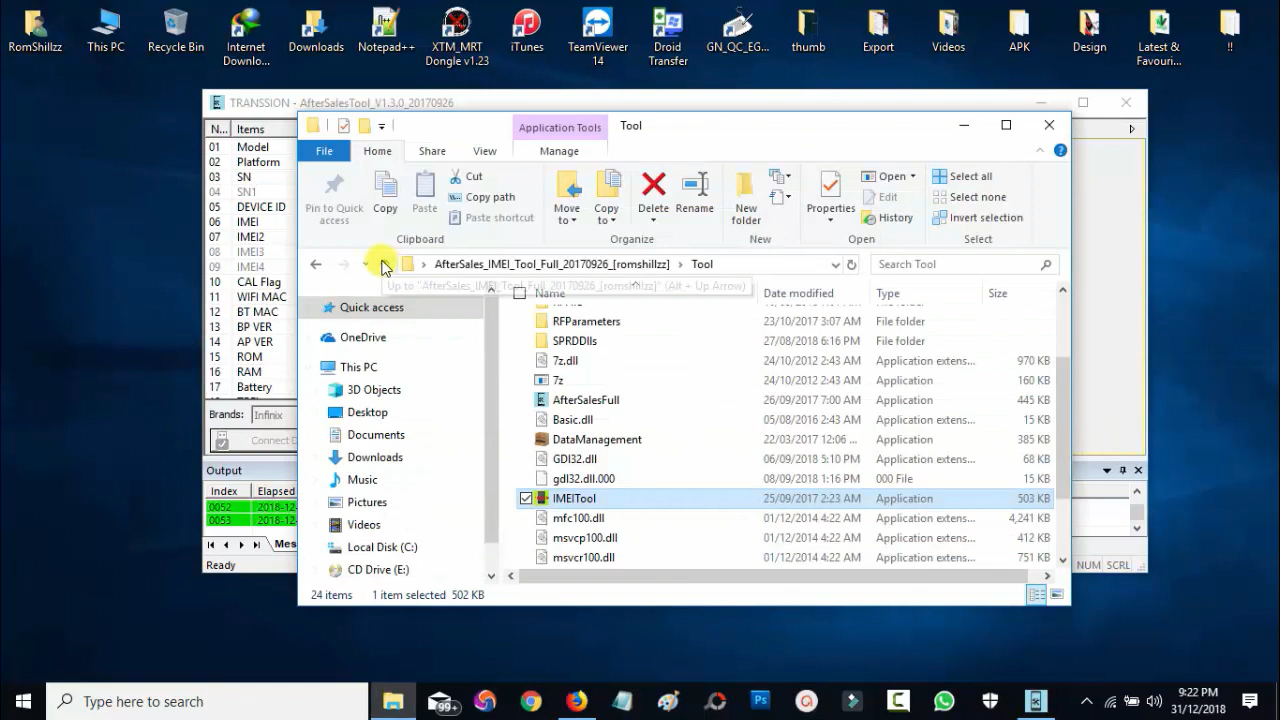 RomShillzz
This PC
Recycle Bin
Internet
Downlo...
Downloads
Notepad++
XTM_MRT
Dongle v1.23
iTunes
TeamViewer
14
Droid
Transfer
GN_QC_EG...
thumb
Export
Videos
APK
Design
Latest &
Favouri...
!!
TRANSSION - AfterSalesTool_V1.3.0_20170926
N... Items
01 Model
02 Platform
03 SN
04 SN1
05 DEVICE ID
06 IMEI
07 IMEI2
08 IMEI3
09 IMEI4
10 CAL Flag
11 WIFI MAC
12 BT MAC
13 BP VER
14 AP VER
15 ROM
16 RAM
17 Battery
Brands: Infinix
Connect D
Output
Index Elapsed
0052 2018-12-
0053 2018-12-
Mes
Ready
NUM SCRL
Application Tools
Tool
File Home Share View Manage
Pin to Quick
access
Copy
Paste
Cut
Copy path
Paste shortcut
Clipboard
Move
to
Copy
to
Delete
Rename
Organize
New
folder
New
Properties
Open
Edit
History
Open
Select all
Select none
Invert selection
Select
AfterSales_IMEI_Tool_Full_20170926_[romshillzz] Tool
Search Tool
Up to "AfterSales_IMEI_Tool_Full_20170926_[romshillzz]" (Alt + Up Arrow)
Name Date modified Type Size
Quick access
OneDrive
This PC
3D Objects
Desktop
Documents
Downloads
Music
Pictures
Videos
Local Disk (C:)
CD Drive (E:)
RFParameters 23/10/2017 3:07 AM File folder
SPRDDlls 27/08/2018 6:16 PM File folder
7z.dll 24/10/2012 2:43 AM Application extens... 970 KB
7z 24/10/2012 2:43 AM Application 160 KB
AfterSalesFull 26/09/2017 7:00 AM Application 445 KB
Basic.dll 05/08/2016 2:43 AM Application extens... 15 KB
DataManagement 22/03/2017 12:06 ... Application 385 KB
GDI32.dll 06/09/2018 5:10 PM Application extens... 68 KB
gdI32.dll.000 08/09/2018 1:16 PM 000 File 15 KB
IMEITool 25/09/2017 2:23 AM Application 503 KB
mfc100.dll 01/12/2014 4:22 AM Application extens... 4,241 KB
msvcp100.dll 01/12/2014 4:22 AM Application extens... 412 KB
msvcr100.dll 01/12/2014 4:22 AM Application extens... 751 KB
24 items 1 item selected 502 KB
Type here to search
99+
Ps
9:22 PM
31/12/2018